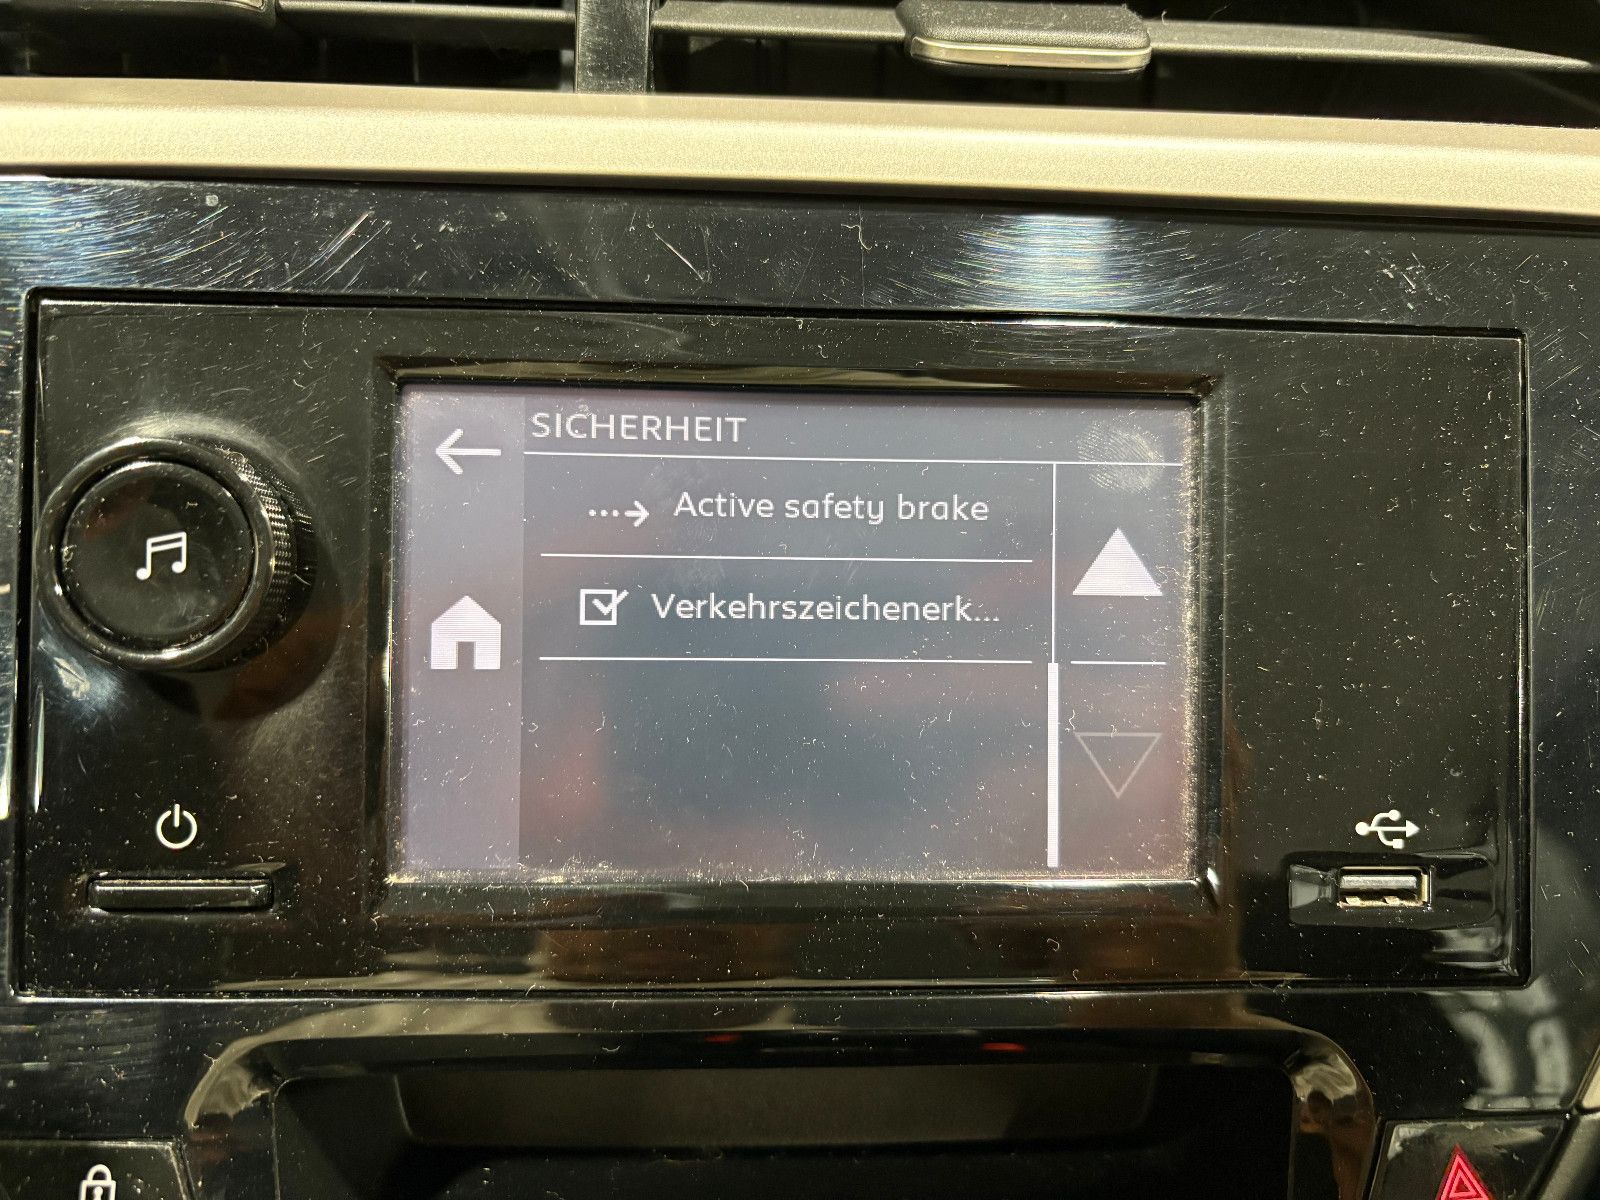 SICHERHEIT
Active safety brake
Verkehrszeichenerk...